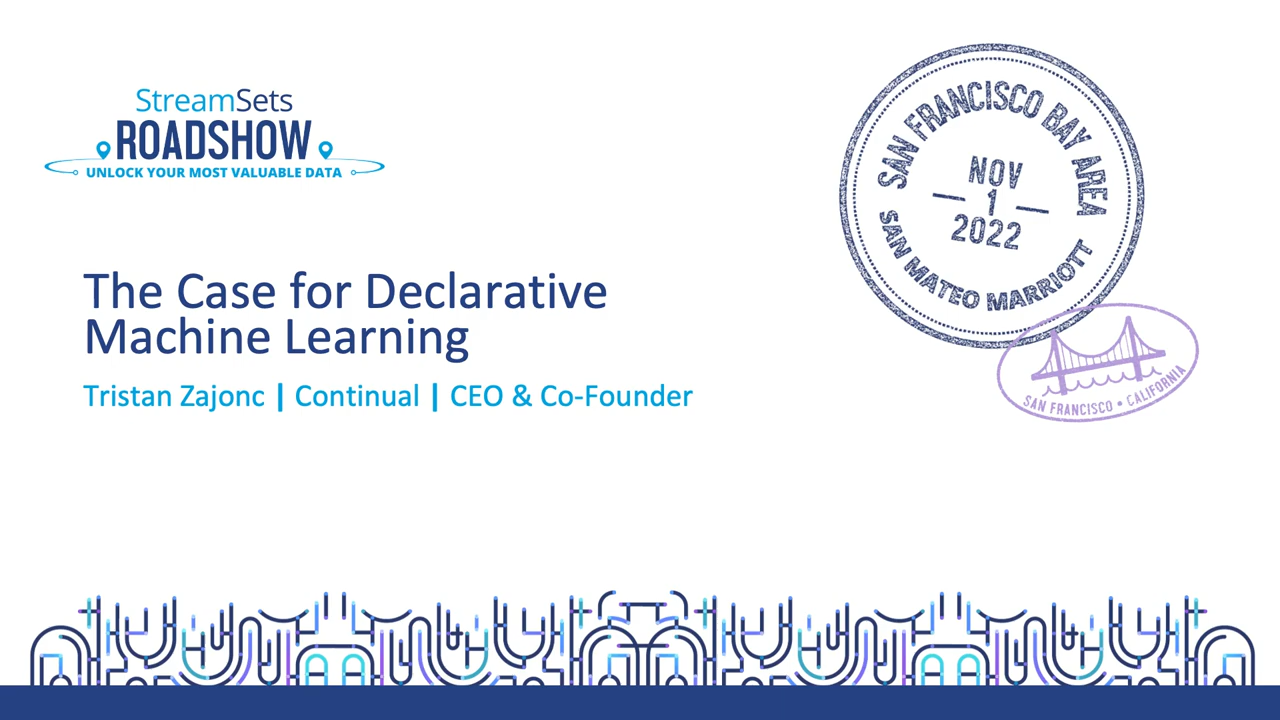 StreamSets
ROADSHOW
UNLOCK YOUR MOST VALUABLE DATA
SAN FRANCISCO BAY AREA
NOV
1
2022
SAN MATEO MARRIOTT
SAN FRANCISCO • CALIFORNIA
The Case for Declarative
Machine Learning
Tristan Zajonc | Continual | CEO & Co-Founder